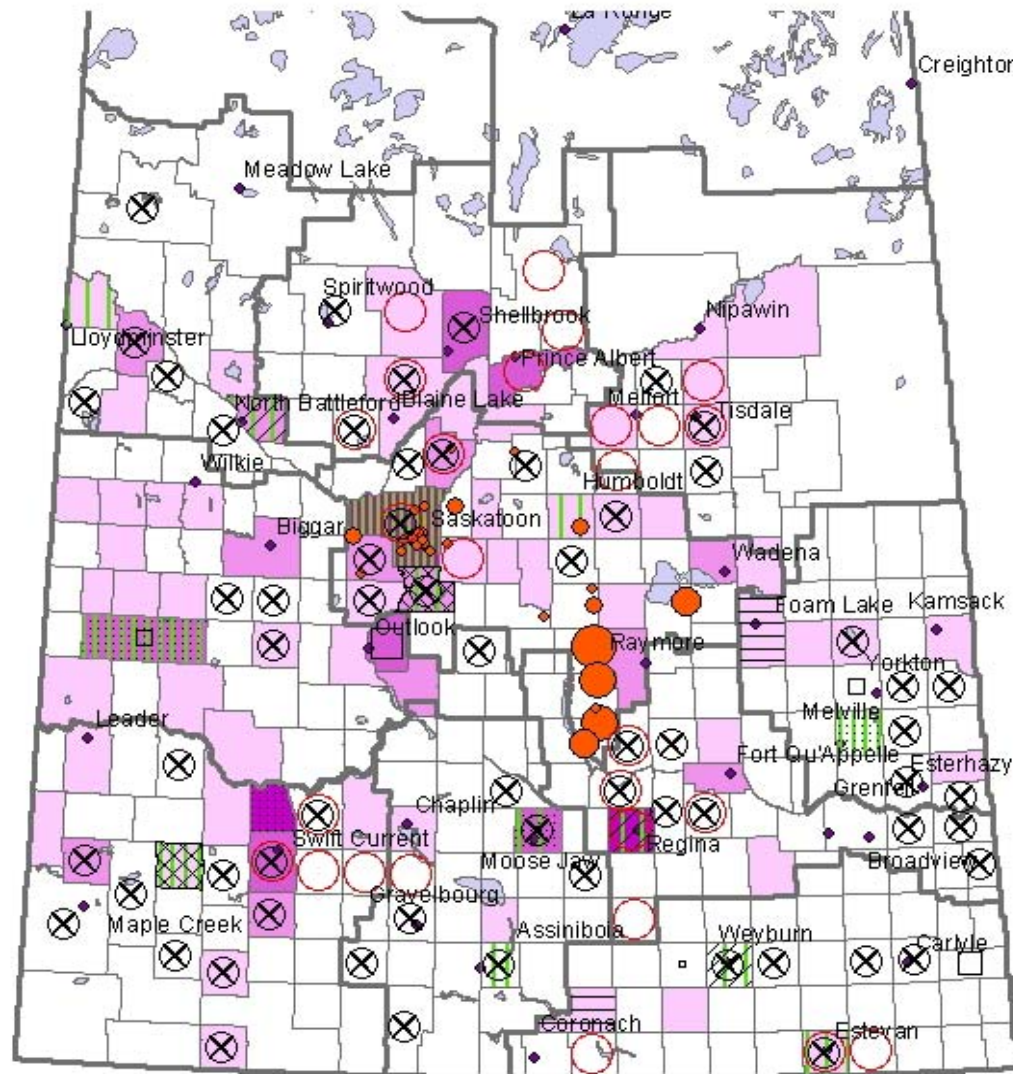 La Ronge
Creighton
Meadow Lake
Spiritwood
Shellbrook
Nipawin
Lloydminster
Prince Albert
North Battleford
Blaine Lake
Melfort
Tisdale
Wilkie
Humboldt
Biggar
Saskatoon
Wadena
Outlook
Raymore
Foam Lake
Kamsack
Yorkton
Leader
Melville
Fort Qu'Appelle
Esterhazy
Grenfell
Chaplin
Swift Current
Moose Jaw
Regina
Broadview
Gravelbourg
Maple Creek
Assiniboia
Weyburn
Carlyle
Coronach
Estevan